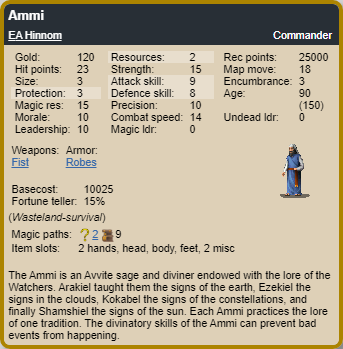 Ammi
EA Hinnom Commander
Gold: 120 Resources: 2 Rec points: 25000
Hit points: 23 Strength: 15 Map move: 18
Size: 3 Attack skill: 9 Encumbrance: 3
Protection: 3 Defence skill: 8 Age: 90
Magic res: 15 Precision: 10 (150)
Morale: 10 Combat speed: 14 Undead ldr: 0
Leadership: 10 Magic ldr: 0
Weapons: Armor:
Fist Robes
Basecost: 10025
Fortune teller: 15%
(Wasteland-survival)
Magic paths: ? 2 9
Item slots: 2 hands, head, body, feet, 2 misc
The Ammi is an Avvite sage and diviner endowed with the lore of the
Watchers. Arakiel taught them the signs of the earth, Ezekiel the
signs in the clouds, Kokabel the signs of the constellations, and
finally Shamshiel the signs of the sun. Each Ammi practices the lore
of one tradition. The divinatory skills of the Ammi can prevent bad
events from happening.